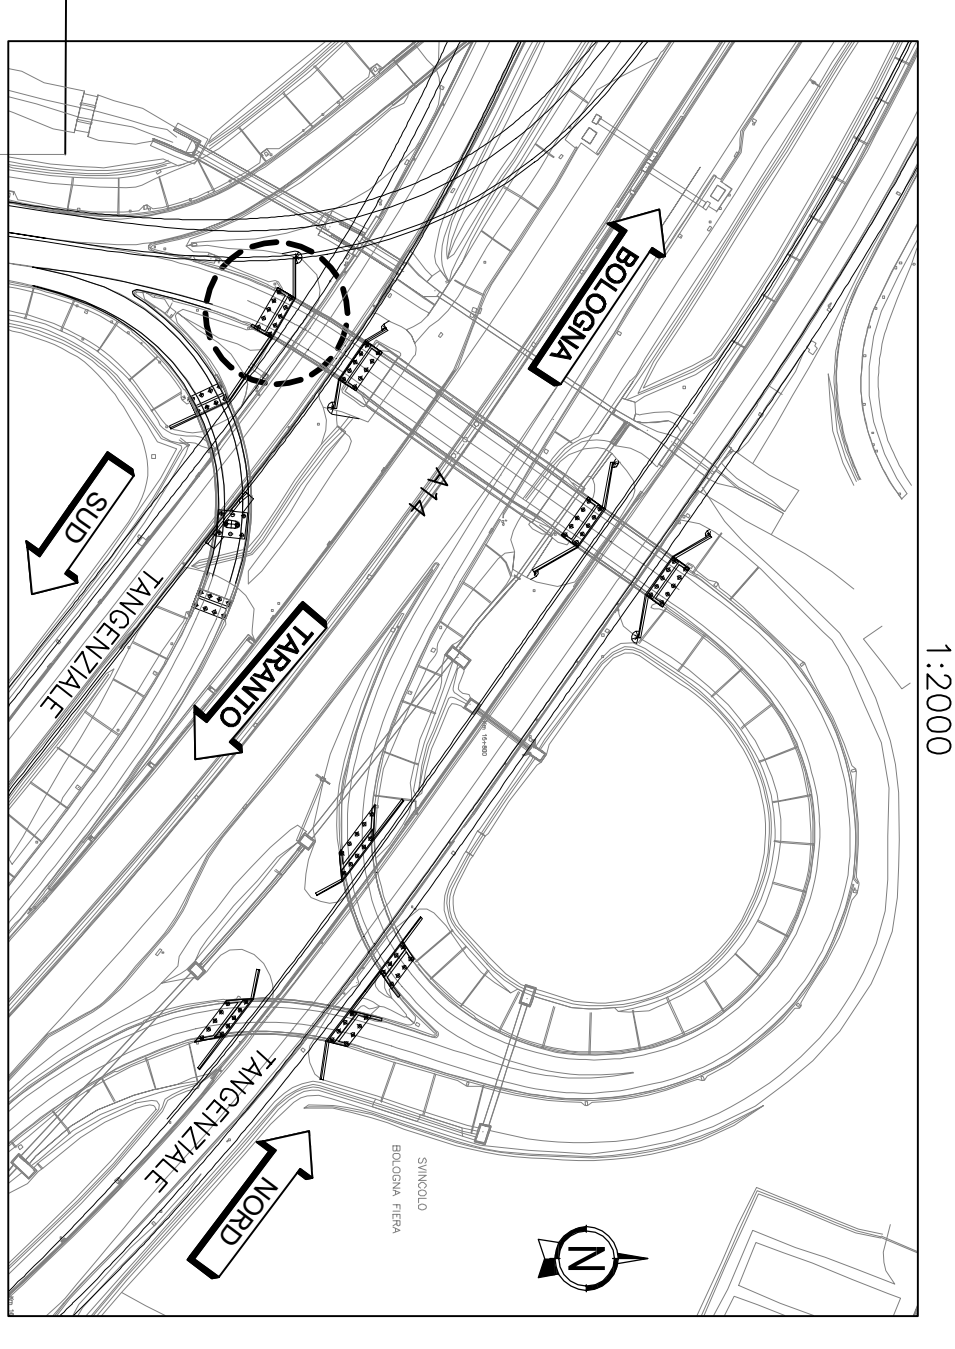 1:2000
BOLOGNA
A14
SUD
TANGENZIALE
TARANTO
TANGENZIALE
NORD
SVINCOLO
BOLOGNA FIERA
N